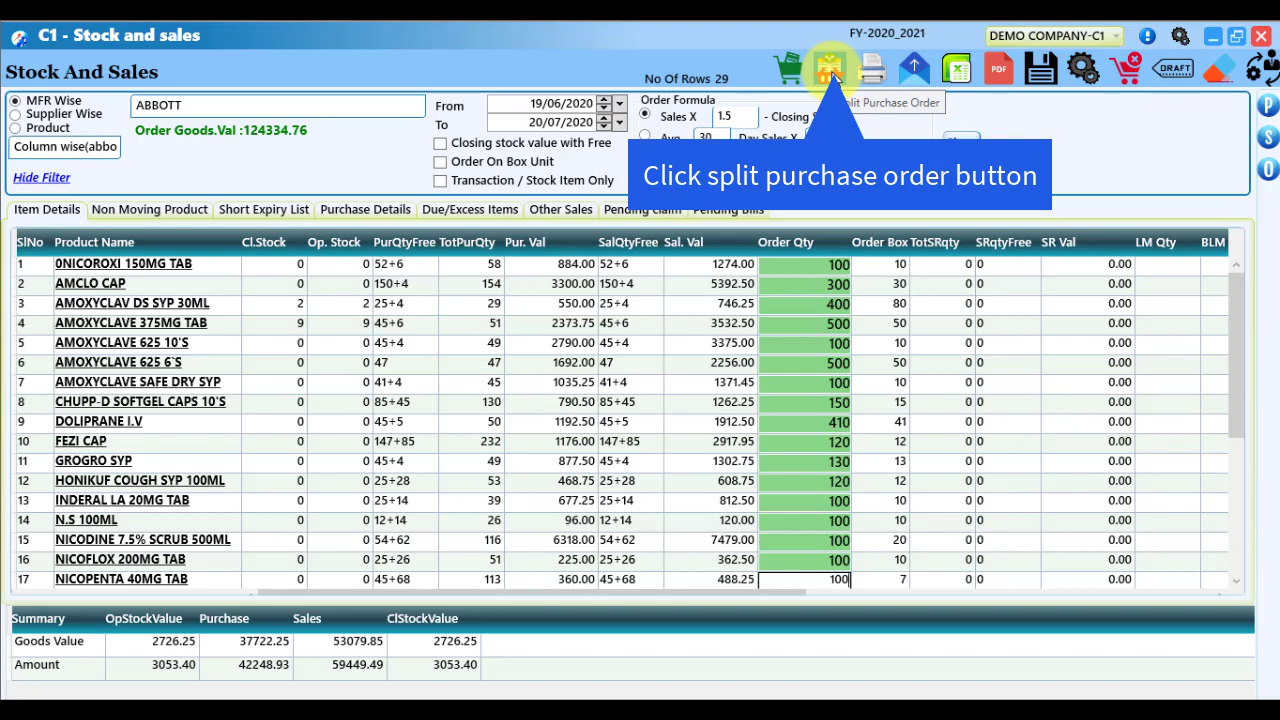 C1 - Stock and sales
FY-2020_2021
DEMO COMPANY-C1
Stock And Sales
No Of Rows 29
PDF
DRAFT
MFR Wise
Supplier Wise
Product
Column wise(abbo
Hide Filter
ABBOTT
Order Goods.Val :124334.76
From 19/06/2020
To 20/07/2020
Closing stock value with Free
Order On Box Unit
Transaction / Stock Item Only
Order Formula
Sales X 1.5 - Closing
plit Purchase Order
Click split purchase order button
P
S
O
Item Details Non Moving Product Short Expiry List Purchase Details Due/Excess Items Other Sales
SlNo Product Name Cl.Stock Op. Stock PurQtyFree TotPurQty Pur. Val SalQtyFree Sal. Val Order Qty Order Box TotSRqty SRqtyFree SR Val LM Qty BLM
1 0NICOROXI 150MG TAB 0 0 52+6 58 884.00 52+6 1274.00 100 10 0 0 0.00
2 AMCLO CAP 0 0 150+4 154 3300.00 150+4 5392.50 300 30 0 0 0.00
3 AMOXYCLAV DS SYP 30ML 2 2 25+4 29 550.00 25+4 746.25 400 80 0 0 0.00
4 AMOXYCLAVE 375MG TAB 9 9 45+6 51 2373.75 45+6 3532.50 500 50 0 0 0.00
5 AMOXYCLAVE 625 10'S 0 0 45+4 49 2790.00 45+4 3375.00 100 10 0 0 0.00
6 AMOXYCLAVE 625 6`S 0 0 47 47 1692.00 47 2256.00 500 50 0 0 0.00
7 AMOXYCLAVE SAFE DRY SYP 0 0 41+4 45 1035.25 41+4 1371.45 100 10 0 0 0.00
8 CHUPP-D SOFTGEL CAPS 10'S 0 0 85+45 130 790.50 85+45 1262.25 150 15 0 0 0.00
9 DOLIPRANE I.V 0 0 45+5 50 1192.50 45+5 1912.50 410 41 0 0 0.00
10 FEZI CAP 0 0 147+85 232 1176.00 147+85 2917.95 120 12 0 0 0.00
11 GROGRO SYP 0 0 45+4 49 877.50 45+4 1302.75 130 13 0 0 0.00
12 HONIKUF COUGH SYP 100ML 0 0 25+28 53 468.75 25+28 608.75 120 12 0 0 0.00
13 INDERAL LA 20MG TAB 0 0 25+14 39 677.25 25+14 812.50 100 10 0 0 0.00
14 N.S 100ML 0 0 12+14 26 96.00 12+14 120.00 100 10 0 0 0.00
15 NICODINE 7.5% SCRUB 500ML 0 0 54+62 116 6318.00 54+62 7479.00 100 20 0 0 0.00
16 NICOFLOX 200MG TAB 0 0 25+26 51 225.00 25+26 362.50 100 10 0 0 0.00
17 NICOPENTA 40MG TAB 0 0 45+68 113 360.00 45+68 488.25 100 7 0 0 0.00
Summary OpStockValue Purchase Sales ClStockValue
Goods Value 2726.25 37722.25 53079.85 2726.25
Amount 3053.40 42248.93 59449.49 3053.40